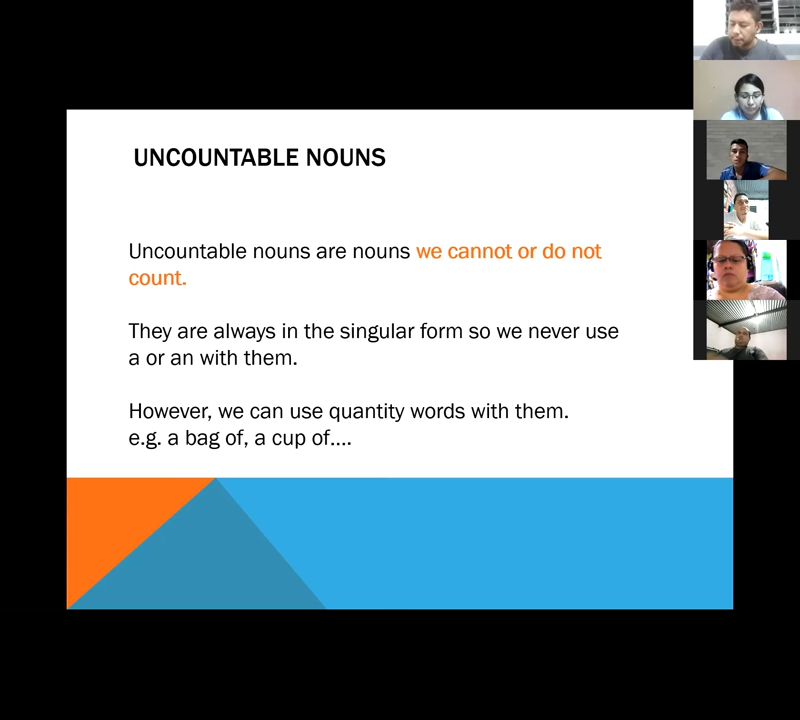 UNCOUNTABLE NOUNS
Uncountable nouns are nouns we cannot or do not
count.
They are always in the singular form so we never use
a or an with them.
However, we can use quantity words with them.
e.g. a bag of, a cup of....